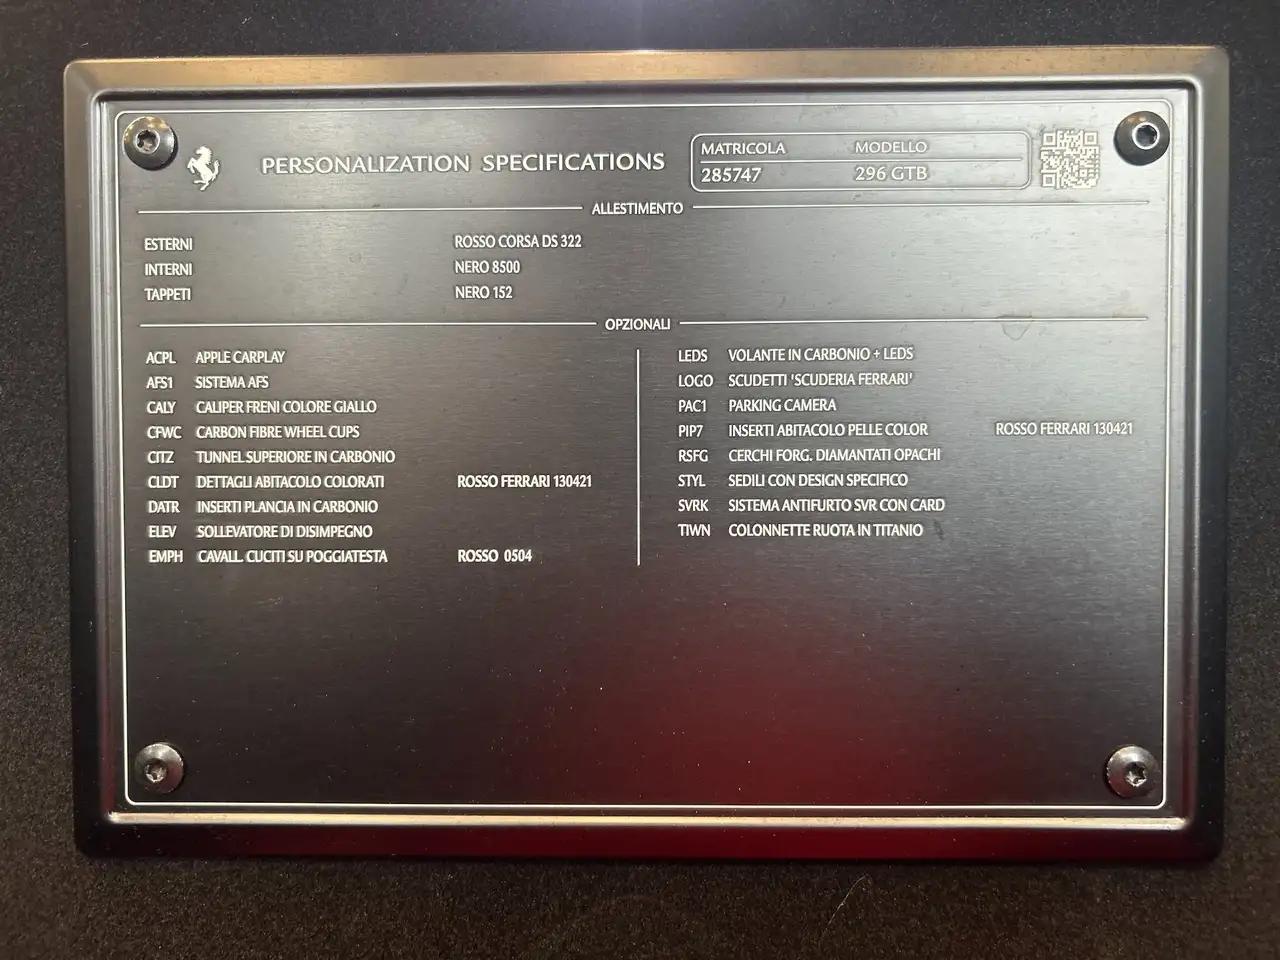 PERSONALIZATION SPECIFICATIONS
MATRICOLA MODELLO
285747 296 GTB
ALLESTIMENTO
ESTERNI ROSSO CORSA DS 322
INTERNI NERO 8500
TAPPETI NERO 152
OPZIONALI
ACPL APPLE CARPLAY
AFS1 SISTEMA AFS
CALY CALIPER FRENI COLORE GIALLO
CFWC CARBON FIBRE WHEEL CUPS
CITZ TUNNEL SUPERIORE IN CARBONIO
CLDT DETTAGLI ABITACOLO COLORATI ROSSO FERRARI 130421
DATR INSERTI PLANCIA IN CARBONIO
ELEV SOLLEVATORE DI DISIMPEGNO
EMPH CAVALL. CUCITI SU POGGIATESTA ROSSO 0504
LEDS VOLANTE IN CARBONIO + LEDS
LOGO SCUDETTI 'SCUDERIA FERRARI'
PAC1 PARKING CAMERA
PIP7 INSERTI ABITACOLO PELLE COLOR ROSSO FERRARI 130421
RSFG CERCHI FORG. DIAMANTATI OPACHI
STYL SEDILI CON DESIGN SPECIFICO
SVRK SISTEMA ANTIFURTO SVR CON CARD
TIWN COLONNETTE RUOTA IN TITANIO